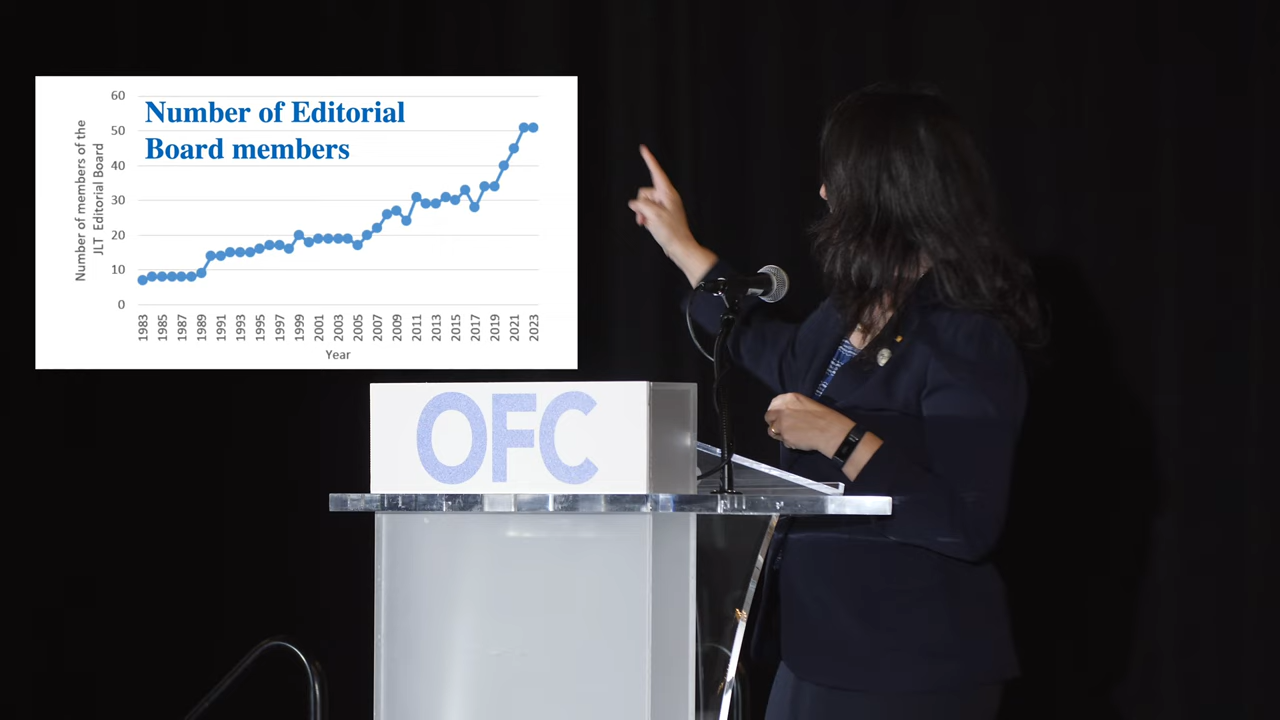 Number of Editorial
Board members
Number of members of the
JLT Editorial Board
60
50
40
30
20
10
0
1983 1985 1987 1989 1991 1993 1995 1997 1999 2001 2003 2005 2007 2009 2011 2013 2015 2017 2019 2021 2023
Year
OFC